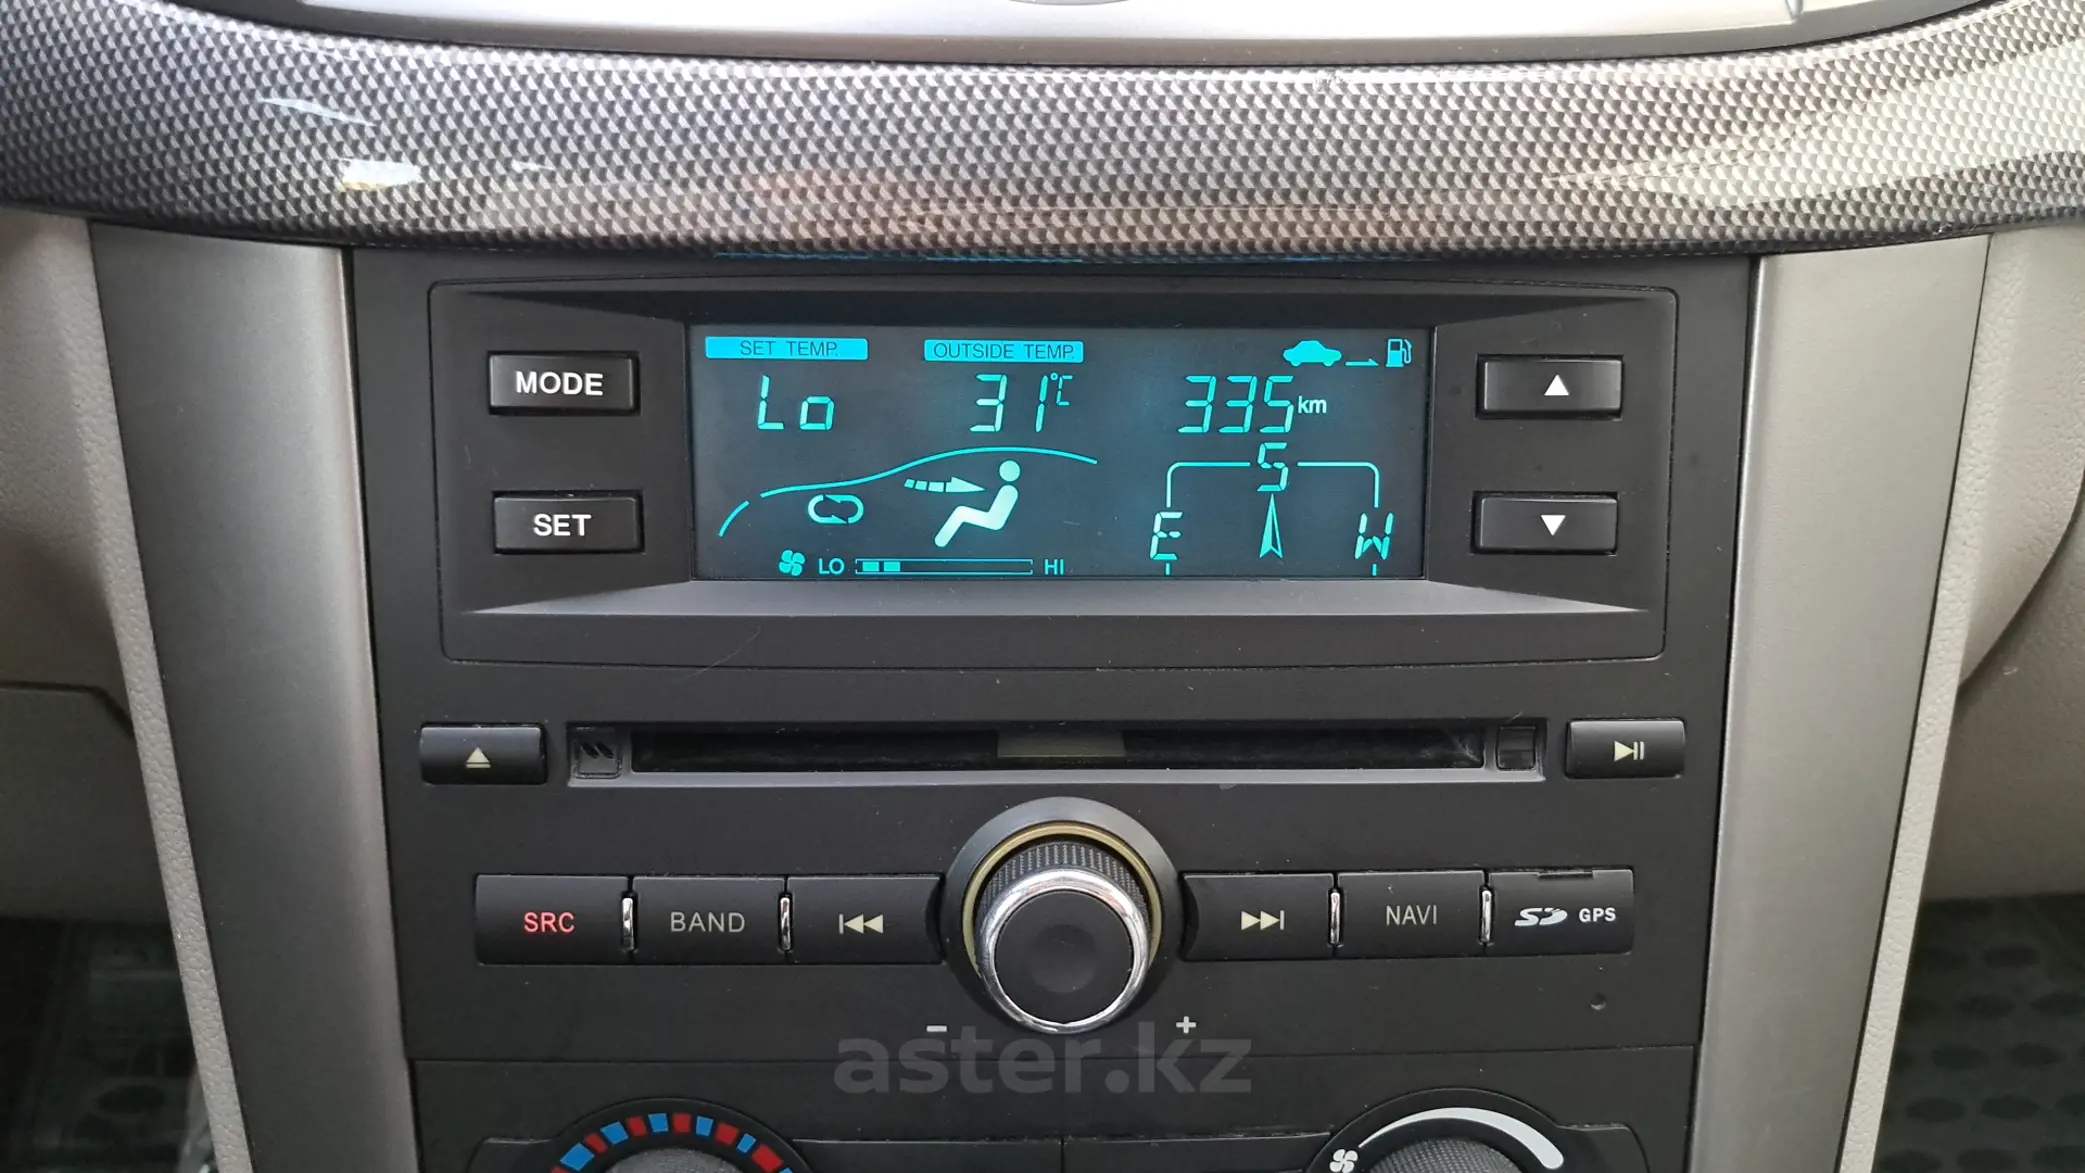 SET TEMP.
OUTSIDE TEMP.
MODE
Lo
31°C
335km
S
SET
E
W
LO
HI
SRC
BAND
NAVI
SD GPS
- +
aster.kz